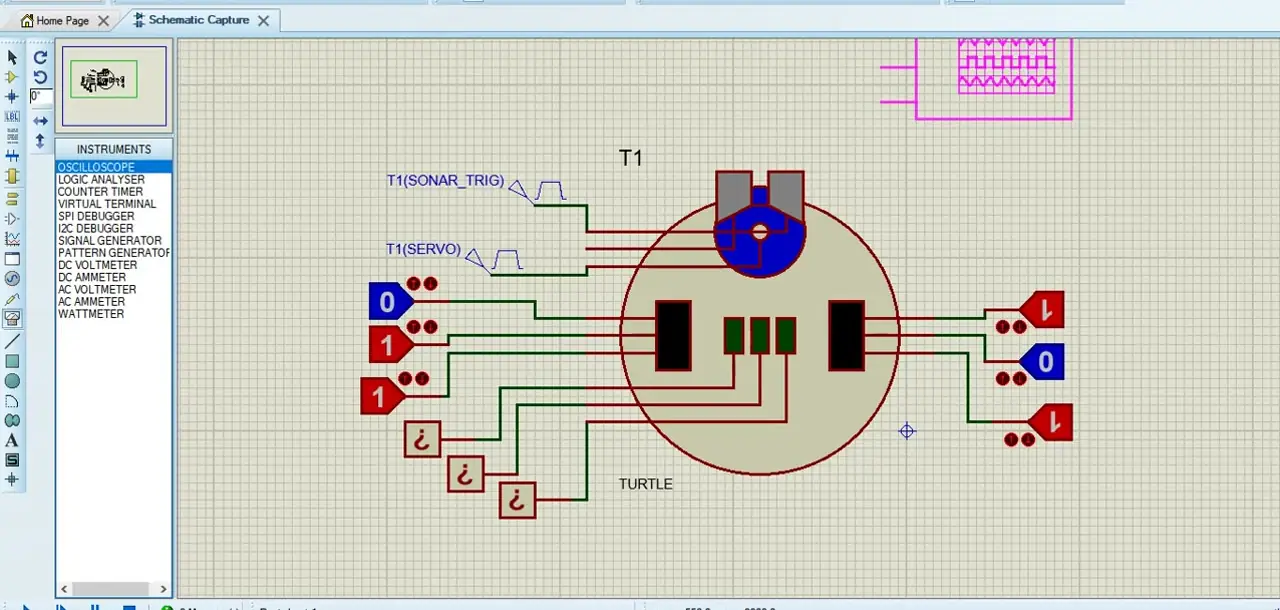 Home Page
Schematic Capture
0°
LBL
INSTRUMENTS
OSCILLOSCOPE
LOGIC ANALYSER
COUNTER TIMER
VIRTUAL TERMINAL
SPI DEBUGGER
I2C DEBUGGER
SIGNAL GENERATOR
PATTERN GENERATOR
DC VOLTMETER
DC AMMETER
AC VOLTMETER
AC AMMETER
WATTMETER
A
S
T1
T1(SONAR_TRIG)
T1(SERVO)
0
1
1
?
?
?
1
0
1
TURTLE